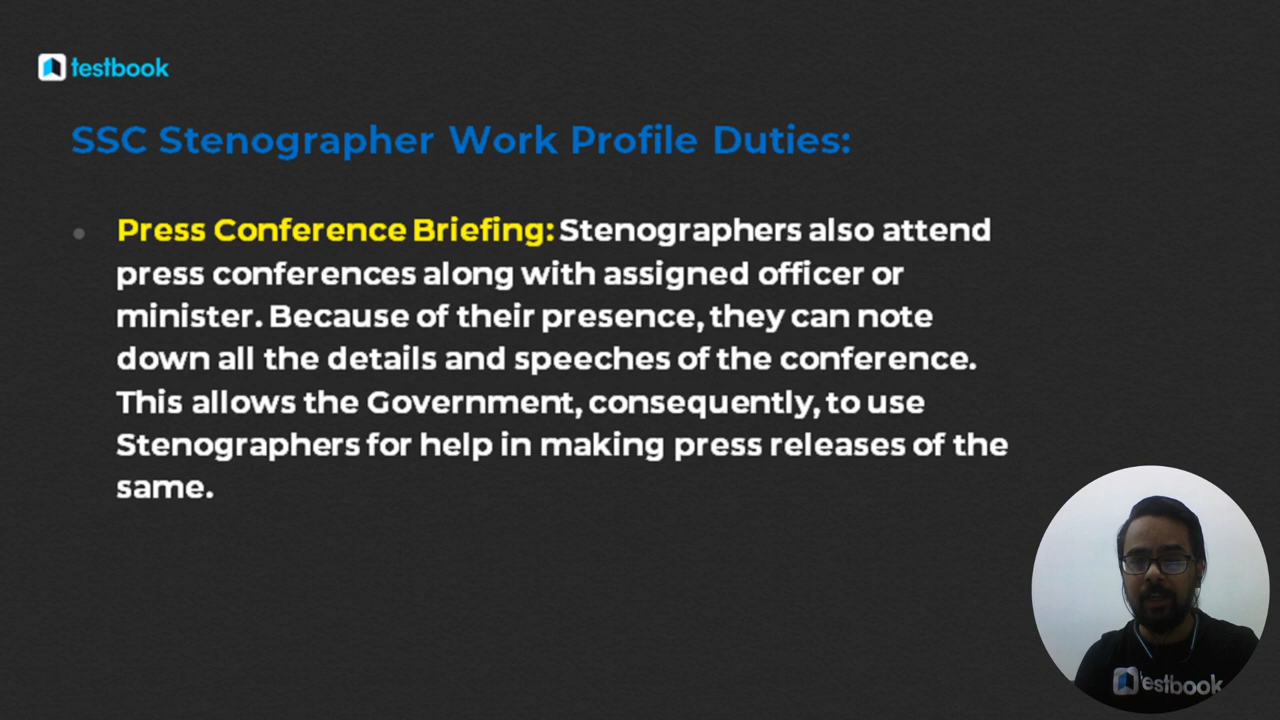 testbook
SSC Stenographer Work Profile Duties:
Press Conference Briefing: Stenographers also attend
press conferences along with assigned officer or
minister. Because of their presence, they can note
down all the details and speeches of the conference.
This allows the Government, consequently, to use
Stenographers for help in making press releases of the
same.
testbook